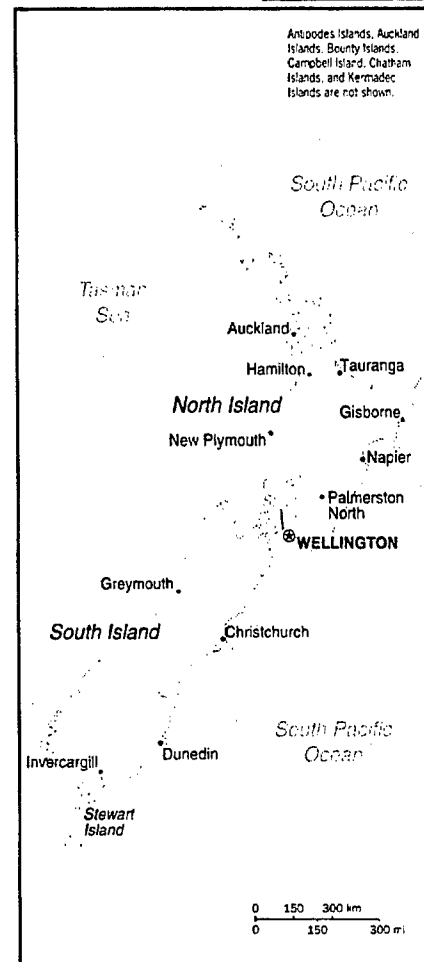 Antipodes Islands, Auckland
Islands, Bounty Islands,
Campbell Island, Chatham
Islands, and Kermadec
Islands are not shown.
South Pacific
Ocean
Tasman
Sea
Auckland
Hamilton
Tauranga
North Island
Gisborne
New Plymouth
Napier
Palmerston
North
WELLINGTON
Greymouth
South Island
Christchurch
South Pacific
Ocean
Invercargill
Dunedin
Stewart
Island
0 150 300 km
0 150 300 mi